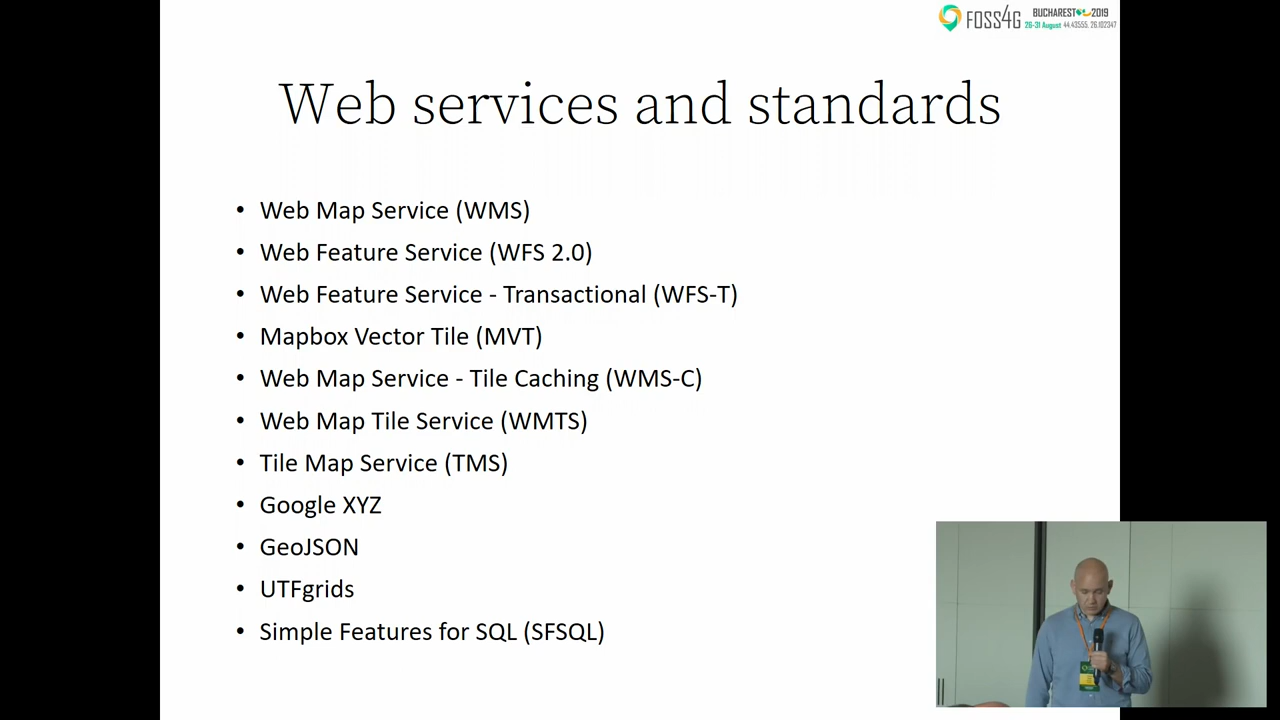 FOSS4G BUCHAREST 2019
26-31 August 44.43555, 26.102347
Web services and standards
• Web Map Service (WMS)
• Web Feature Service (WFS 2.0)
• Web Feature Service - Transactional (WFS-T)
• Mapbox Vector Tile (MVT)
• Web Map Service - Tile Caching (WMS-C)
• Web Map Tile Service (WMTS)
• Tile Map Service (TMS)
• Google XYZ
• GeoJSON
• UTFgrids
• Simple Features for SQL (SFSQL)